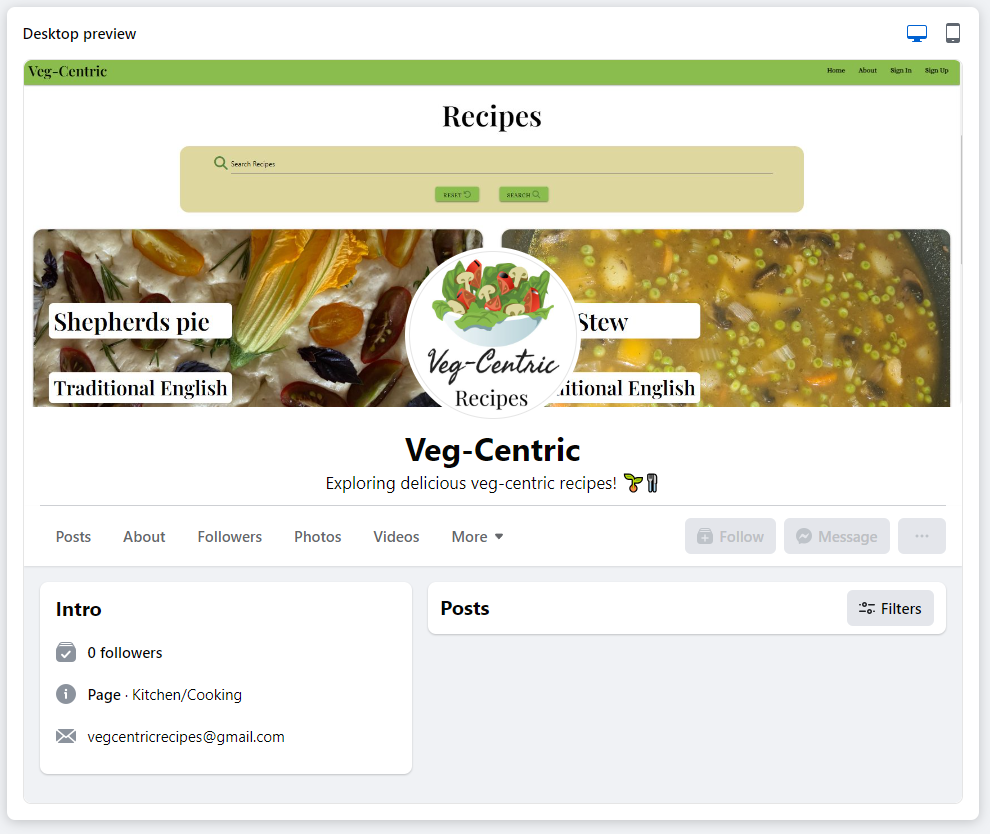 Desktop preview
Veg-Centric
Home About Sign In Sign Up
Recipes
Search Recipes
RESET SEARCH
Shepherds pie
Stew
Traditional English
itional English
Veg-Centric
Recipes
Veg-Centric
Exploring delicious veg-centric recipes! 🌱🍴
Posts About Followers Photos Videos More Follow Message ...
Intro
0 followers
Page · Kitchen/Cooking
vegcentricrecipes@gmail.com
Posts
Filters